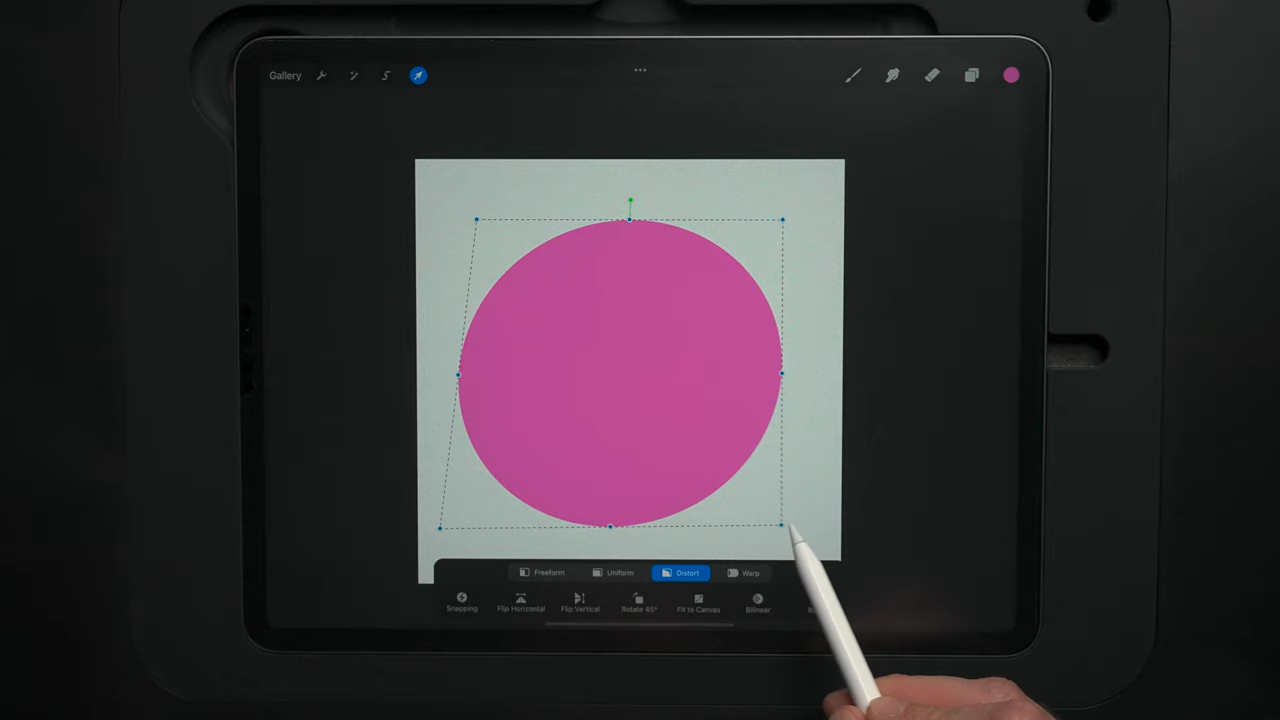 Gallery
Freeform Uniform Distort Warp
Snapping Flip Horizontal Flip Vertical Rotate 45° Fit to Canvas Bilinear